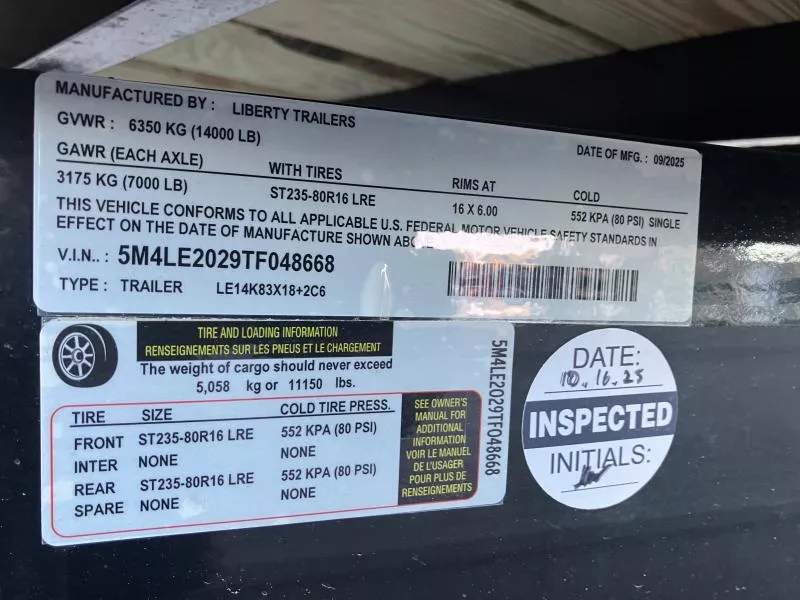 MANUFACTURED BY : LIBERTY TRAILERS
GVWR : 6350 KG (14000 LB)
DATE OF MFG. : 09/2025
GAWR (EACH AXLE) WITH TIRES RIMS AT COLD
3175 KG (7000 LB) ST235-80R16 LRE 16 X 6.00 552 KPA (80 PSI) SINGLE
THIS VEHICLE CONFORMS TO ALL APPLICABLE U.S. FEDERAL MOTOR VEHICLE SAFETY STANDARDS IN
EFFECT ON THE DATE OF MANUFACTURE SHOWN ABOVE
V.I.N.. : 5M4LE2029TF048668
TYPE : TRAILER LE14K83X18+2C6
TIRE AND LOADING INFORMATION
RENSEIGNEMENTS SUR LES PNEUS ET LE CHARGEMENT
The weight of cargo should never exceed
5,058 kg or 11150 lbs.
TIRE SIZE COLD TIRE PRESS.
FRONT ST235-80R16 LRE 552 KPA (80 PSI)
INTER NONE NONE
REAR ST235-80R16 LRE 552 KPA (80 PSI)
SPARE NONE NONE
SEE OWNER'S
MANUAL FOR
ADDITIONAL
INFORMATION
VOIR LE MANUEL
DE L'USAGER
POUR PLUS DE
RENSEIGNEMENTS
5M4LE2029TF048668
DATE:
10.16.25
INSPECTED
INITIALS: